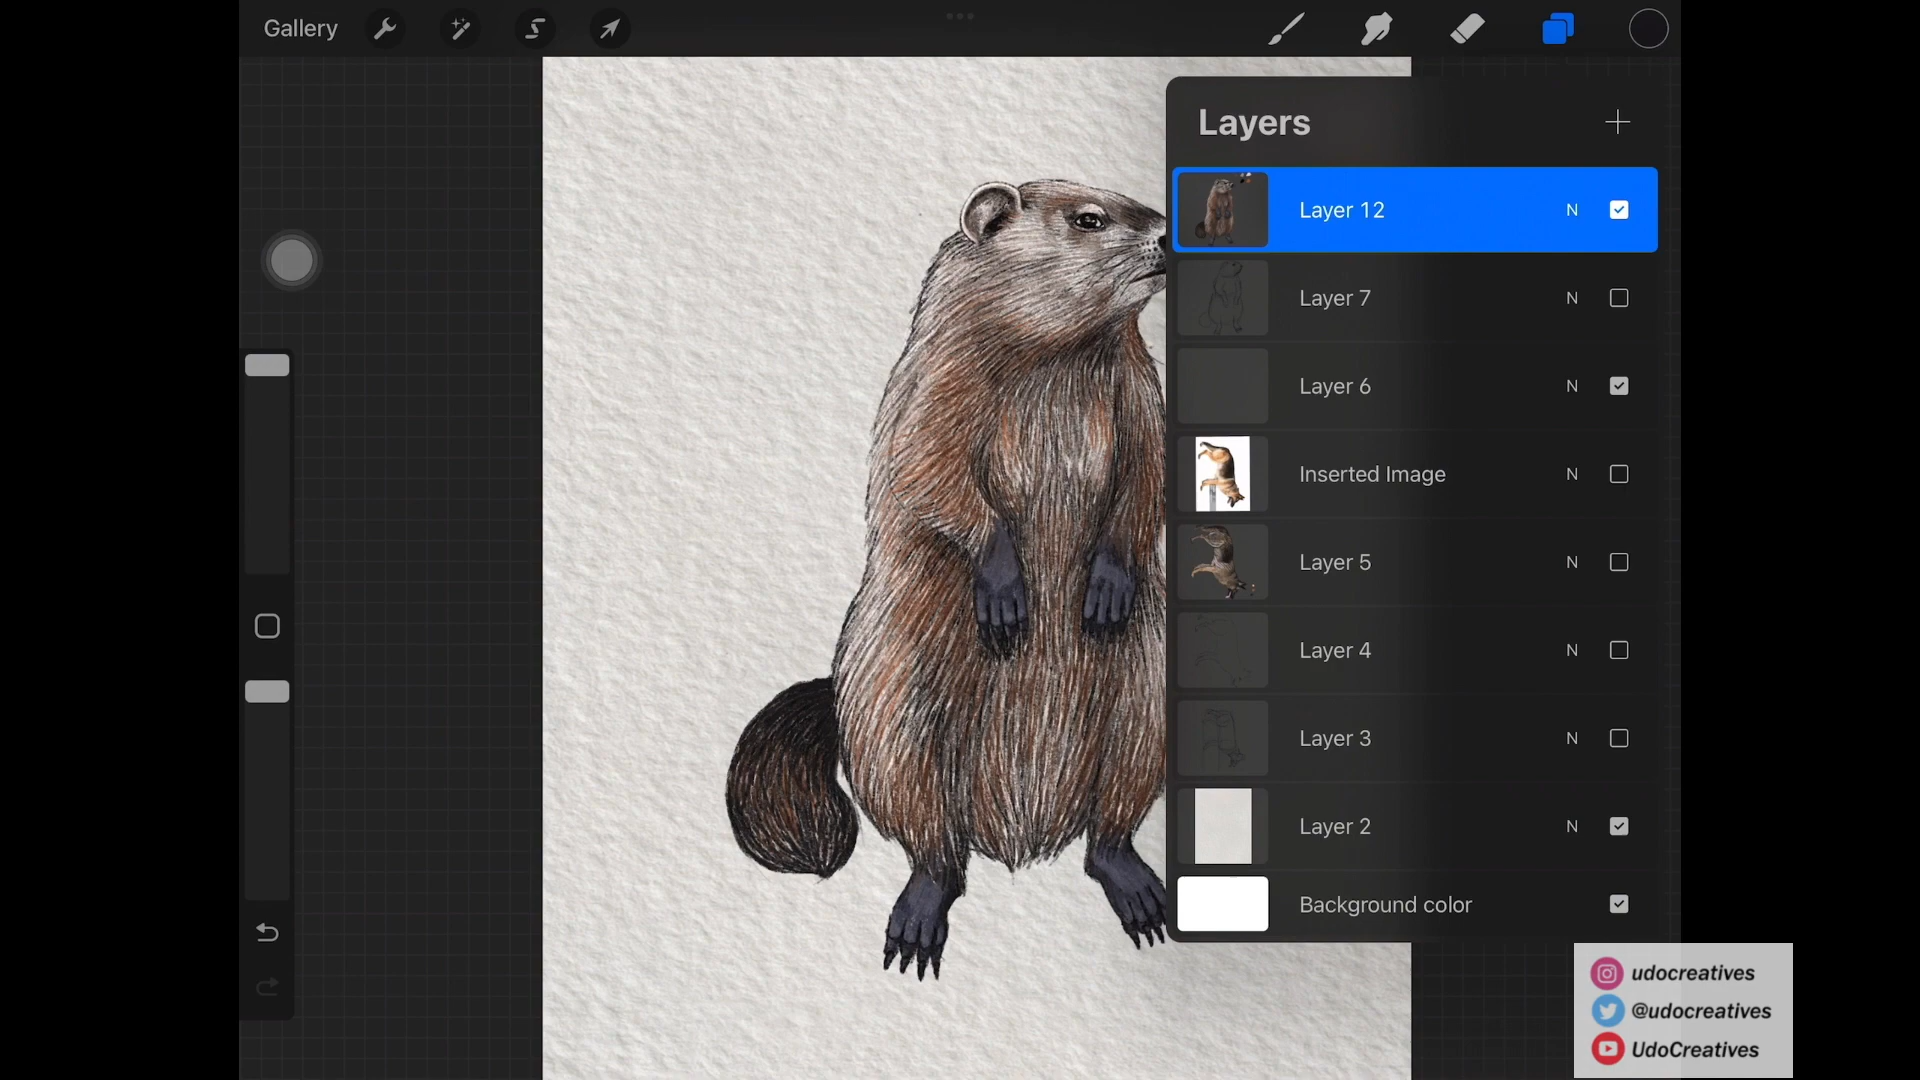 Gallery
Layers
Layer 12 N
Layer 7 N
Layer 6 N
Inserted Image N
Layer 5 N
Layer 4 N
Layer 3 N
Layer 2 N
Background color
udocreatives
@udocreatives
UdoCreatives